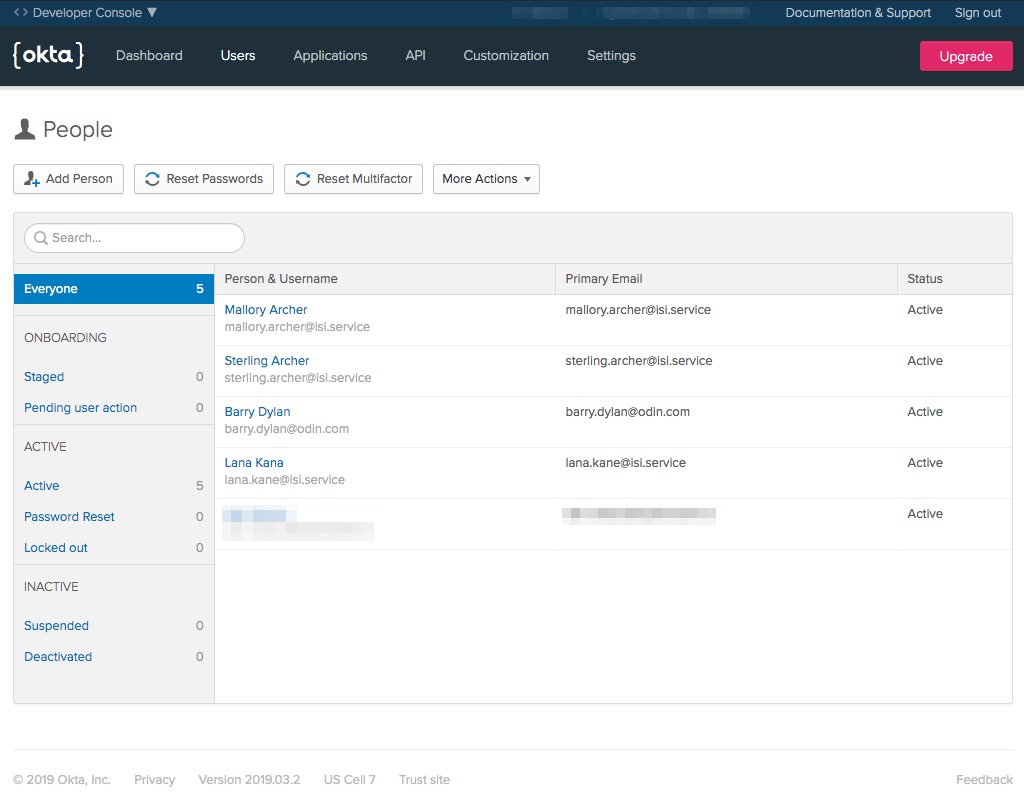 <> Developer Console ▼ Documentation & Support Sign out
{okta} Dashboard Users Applications API Customization Settings Upgrade
People
Add Person Reset Passwords Reset Multifactor More Actions
Search...
Person & Username Primary Email Status
Everyone 5
Mallory Archer mallory.archer@isi.service Active
mallory.archer@isi.service
ONBOARDING
Sterling Archer sterling.archer@isi.service Active
Staged 0
sterling.archer@isi.service
Pending user action 0
Barry Dylan barry.dylan@odin.com Active
barry.dylan@odin.com
ACTIVE
Lana Kana lana.kane@isi.service Active
lana.kane@isi.service
Active 5
Password Reset 0
Active
Locked out 0
INACTIVE
Suspended 0
Deactivated 0
© 2019 Okta, Inc. Privacy Version 2019.03.2 US Cell 7 Trust site Feedback